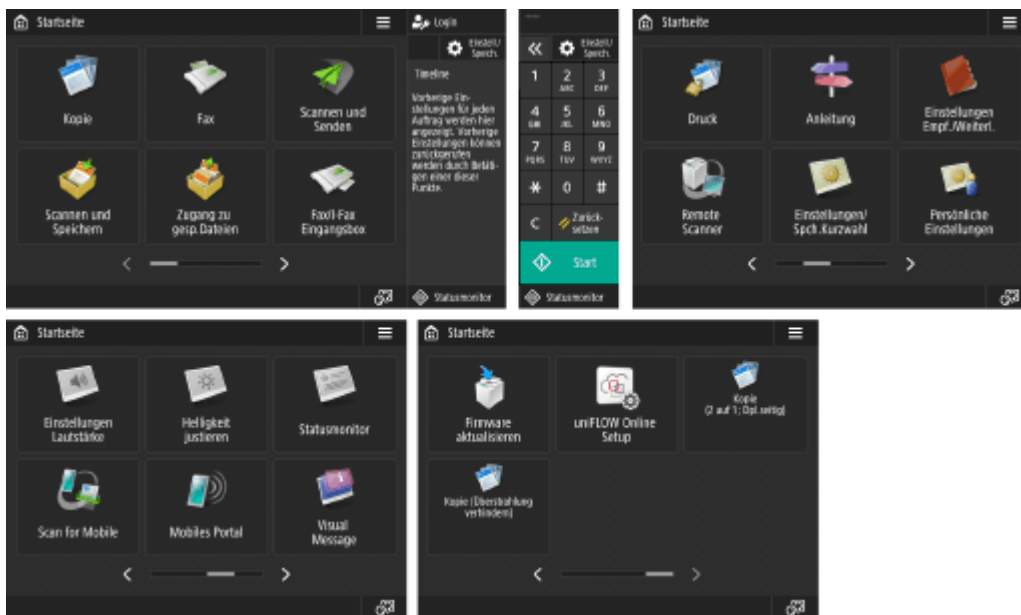 Startseite
Kopie
Fax
Scannen und
Senden
Scannen und
Speichern
Zugang zu
gesp.Dateien
Fax/I-Fax
Eingangsbox
Login
Einstell/
Speich.
Timeline
Vorherige Ein-
stellungen für jeden
Auftrag werden hier
angezeigt. Vorherige
Einstellungen können
zurückgerufen
werden durch Betäti-
gen einer dieser
Punkte.
Statusmonitor
Einstell/
Speich.
1 2 3
ABC DEF
4 5 6
GHI JKL MNO
7 8 9
PQRS TUV WXYZ
* 0 #
C Zurück-
setzen
Start
Statusmonitor
Startseite
Druck
Anleitung
Einstellungen
Empf./Weiterl.
Remote
Scanner
Einstellungen/
Spch.Kurzwahl
Persönliche
Einstellungen
Startseite
Einstellungen
Lautstärke
Helligkeit
justieren
Statusmonitor
Scan for Mobile
Mobiles Portal
Visual
Message
Startseite
Firmware
aktualisieren
uniFLOW Online
Setup
Kopie
(2 auf 1; Dpl.seitig)
Kopie (Überstrahlung
verhindern)